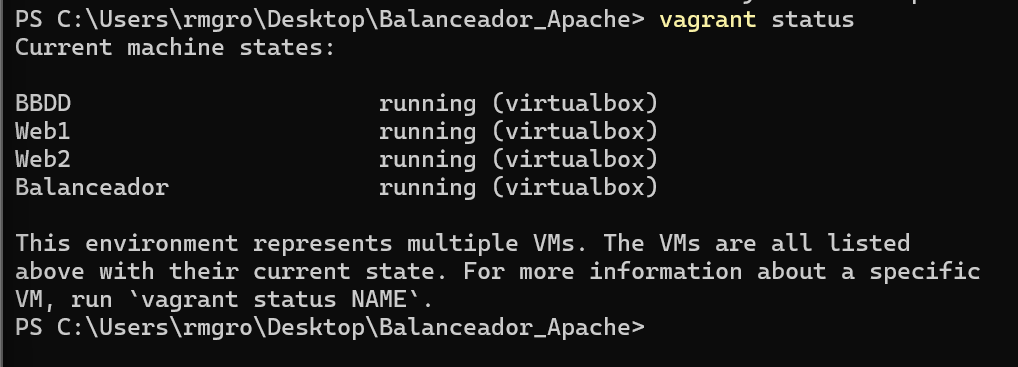 PS C:\Users\rmgro\Desktop\Balanceador_Apache> vagrant status
Current machine states:
BBDD running (virtualbox)
Web1 running (virtualbox)
Web2 running (virtualbox)
Balanceador running (virtualbox)
This environment represents multiple VMs. The VMs are all listed
above with their current state. For more information about a specific
VM, run `vagrant status NAME`.
PS C:\Users\rmgro\Desktop\Balanceador_Apache>